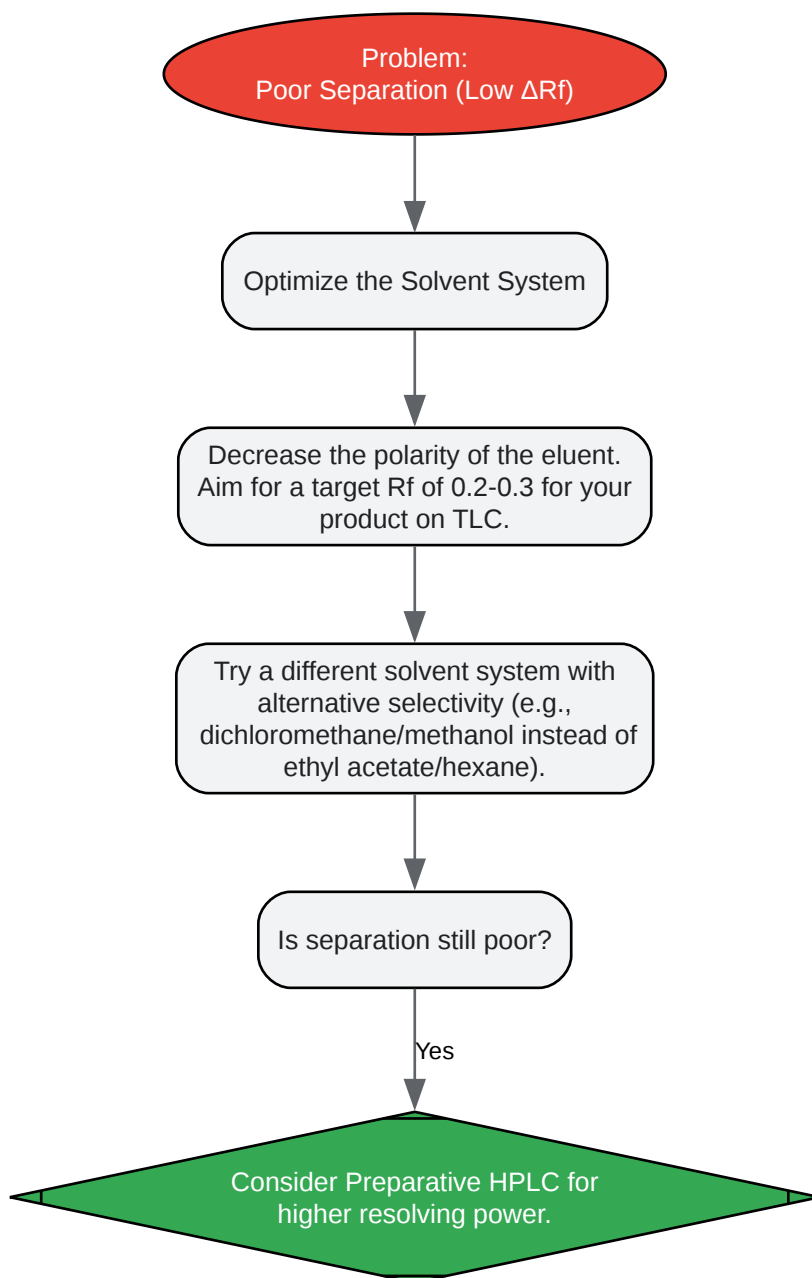 Problem:
Poor Separation (Low ΔRf)
Optimize the Solvent System
Decrease the polarity of the eluent.
Aim for a target Rf of 0.2-0.3 for your
product on TLC.
Try a different solvent system with
alternative selectivity (e.g.,
dichloromethane/methanol instead of
ethyl acetate/hexane).
Is separation still poor?
Yes
Consider Preparative HPLC for
higher resolving power.